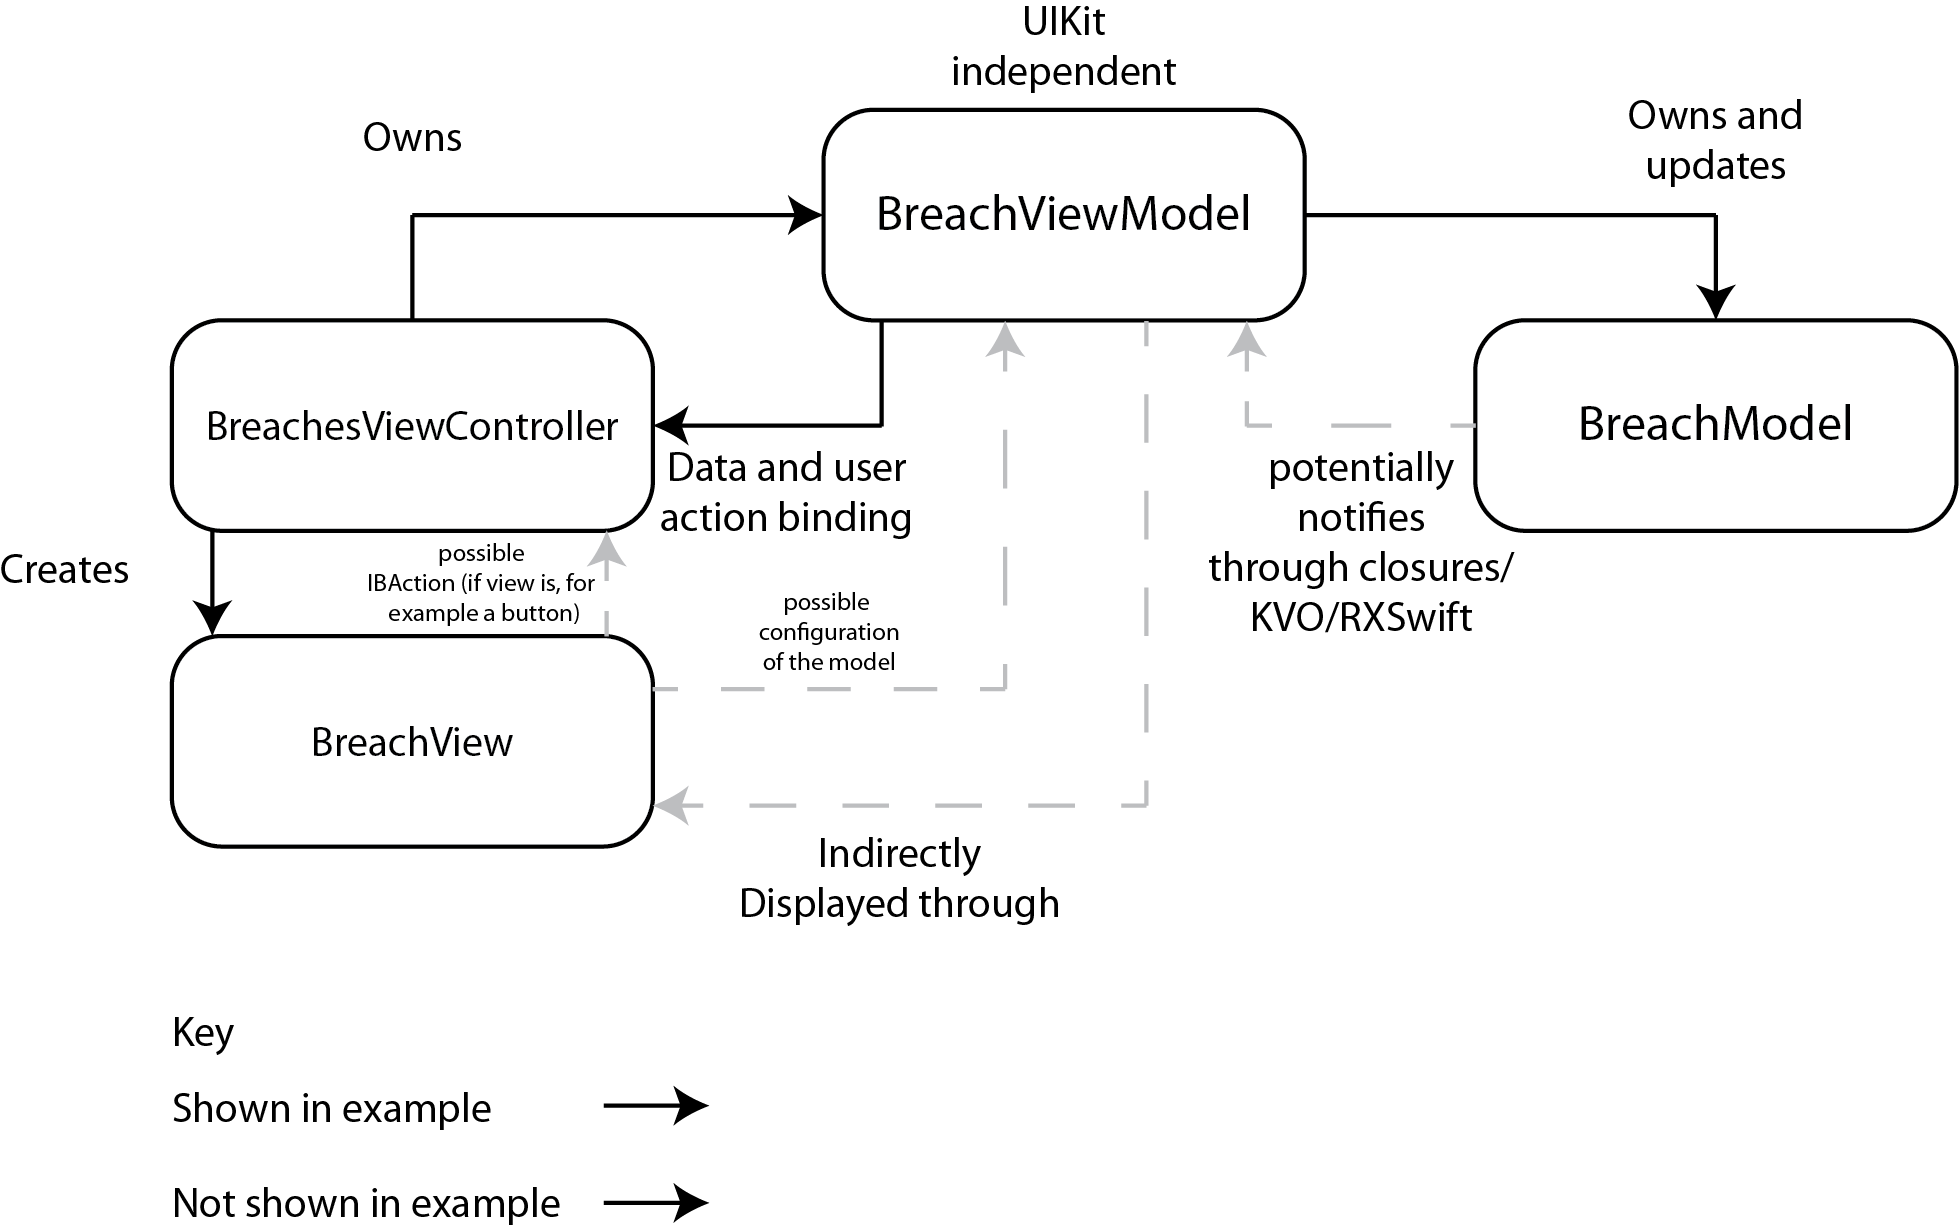 UIKit
independent
Owns
Owns and
updates
BreachViewModel
BreachesViewController
BreachModel
Data and user
action binding
potentially
notifies
through closures/
KVO/RXSwift
Creates
possible
IBAction (if view is, for
example a button)
possible
configuration
of the model
BreachView
Indirectly
Displayed through
Key
Shown in example
Not shown in example